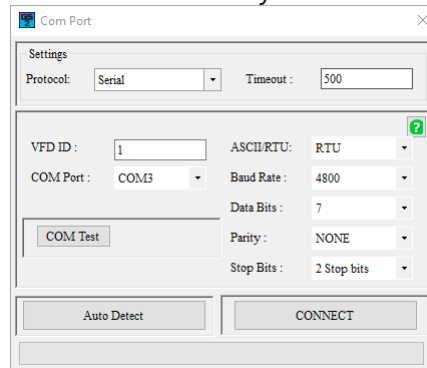 Com Port
Settings
Protocol: Serial Timeout : 500
VFD ID : 1 ASCII/RTU: RTU
COM Port : COM3 Baud Rate : 4800
Data Bits : 7
COM Test Parity : NONE
Stop Bits : 2 Stop bits
Auto Detect CONNECT